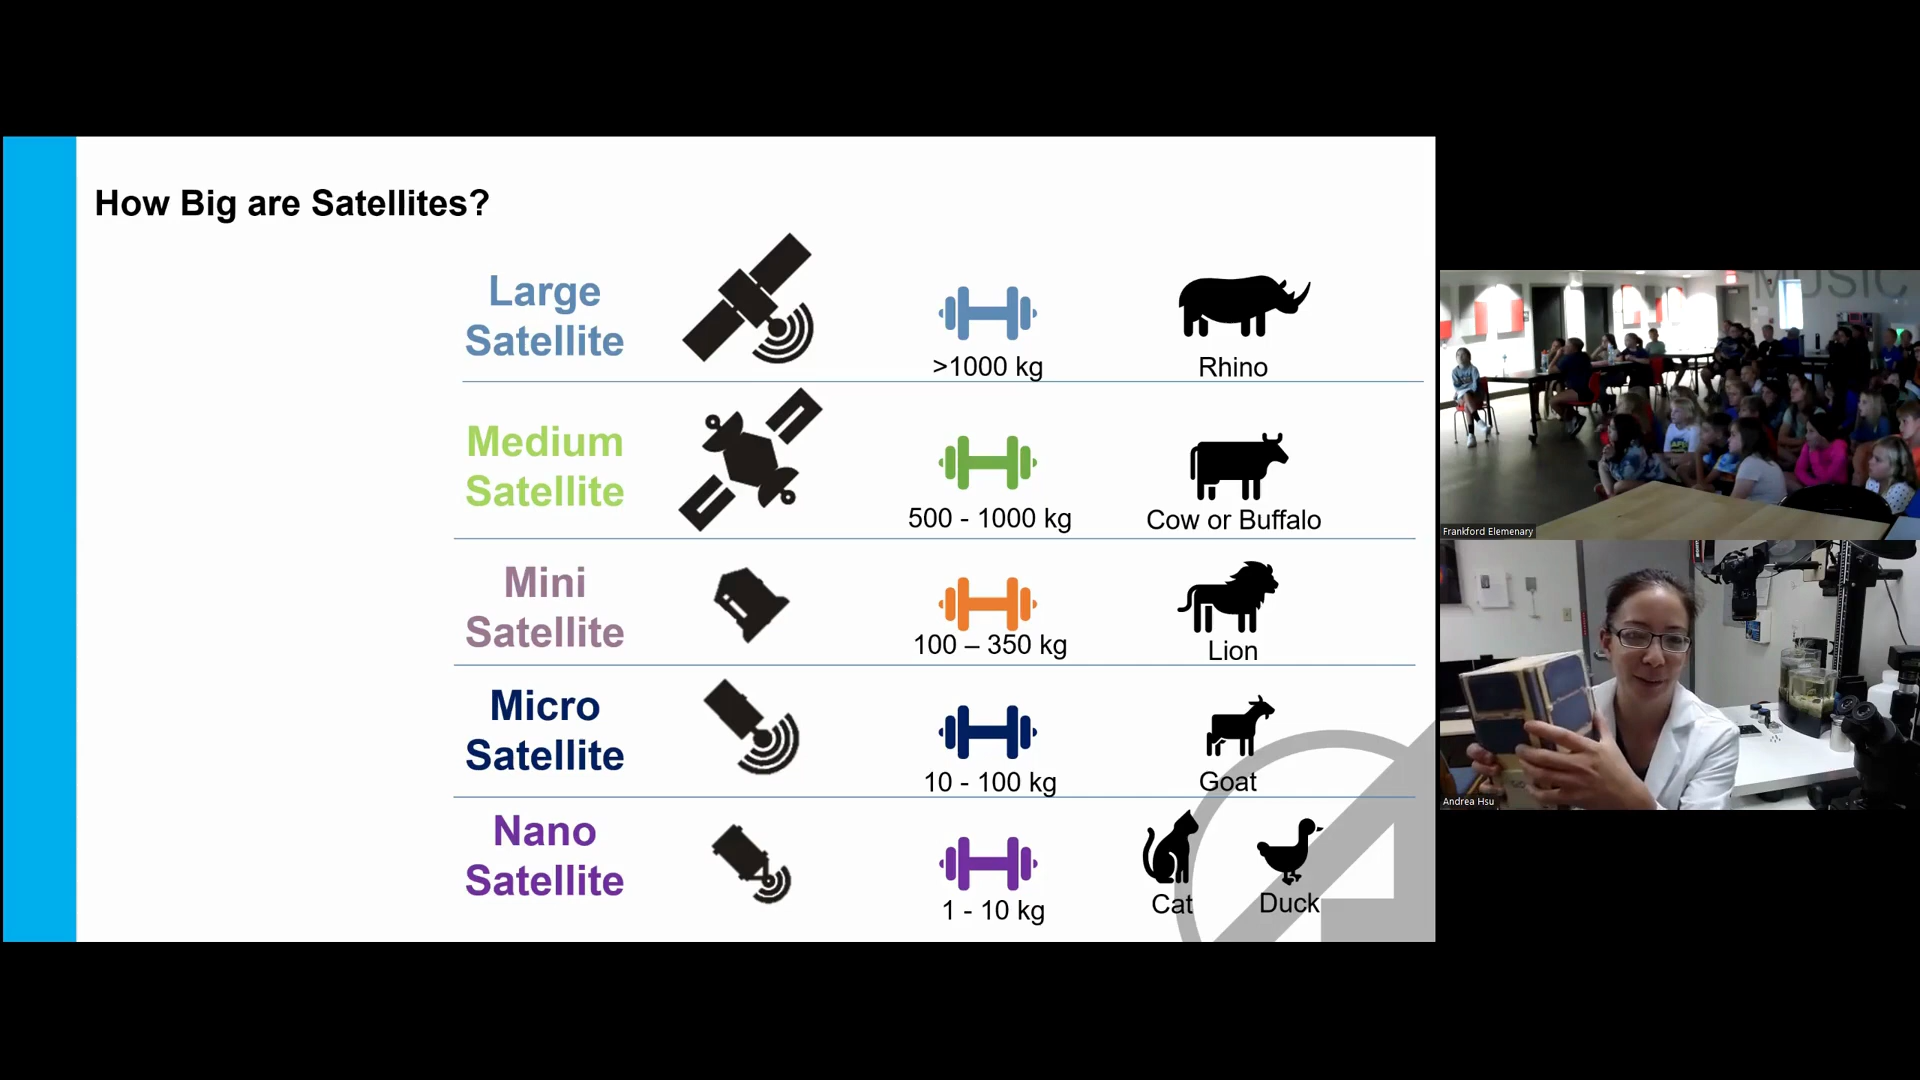 How Big are Satellites?
Large
Satellite
>1000 kg
Rhino
Medium
Satellite
500 - 1000 kg
Cow or Buffalo
Mini
Satellite
100 – 350 kg
Lion
Micro
Satellite
10 - 100 kg
Goat
Nano
Satellite
1 - 10 kg
Cat
Duck
MUSIC
Frankford Elemenary
Andrea Hsu